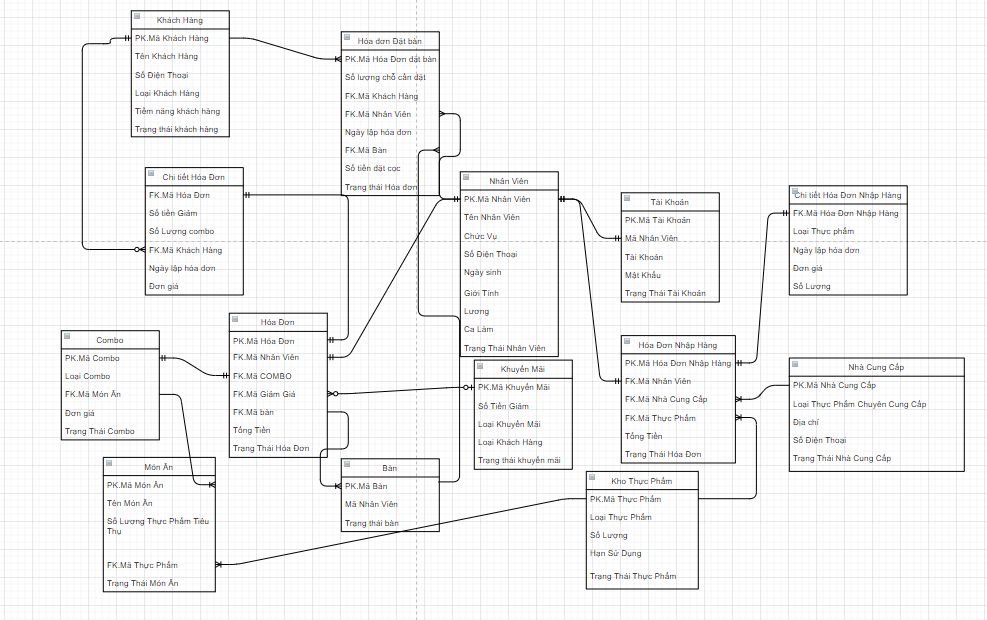 Khách Hàng
PK.Mã Khách Hàng
Tên Khách Hàng
Số Điện Thoại
Loại Khách Hàng
Tiềm năng khách hàng
Trạng thái khách hàng
Hóa đơn Đặt bàn
PK.Mã Hóa Đơn đặt bàn
Số lượng chỗ cần đặt
FK.Mã Khách Hàng
FK.Mã Nhân Viên
Ngày lập hóa đơn
FK.Mã Bàn
Số tiền đặt cọc
Trạng thái Hóa đơn
Chi tiết Hóa Đơn
FK.Mã Hóa Đơn
Số tiền Giảm
Số Lượng combo
FK.Mã Khách Hàng
Ngày lập hóa đơn
Đơn giá
Nhân Viên
PK.Mã Nhân Viên
Tên Nhân Viên
Chức Vụ
Số Điện Thoại
Ngày sinh
Giới Tính
Lương
Ca Làm
Trạng Thái Nhân Viên
Tài Khoản
PK.Mã Tài Khoản
Mã Nhân Viên
Tài Khoản
Mật Khẩu
Trạng Thái Tài Khoản
Chi tiết Hóa Đơn Nhập Hàng
FK.Mã Hóa Đơn Nhập Hàng
Loại Thực phẩm
Ngày lập hóa đơn
Đơn giá
Số Lượng
Combo
PK.Mã Combo
Loại Combo
FK.Mã Món Ăn
Đơn giá
Trạng Thái Combo
Hóa Đơn
PK.Mã Hóa Đơn
FK.Mã Nhân Viên
FK.Mã COMBO
FK.Mã Giảm Giá
FK.Mã bàn
Tổng Tiền
Trạng Thái Hóa Đơn
Khuyến Mãi
PK.Mã Khuyến Mãi
Số Tiền Giảm
Loại Khuyến Mãi
Loại Khách Hàng
Trạng thái khuyến mãi
Hóa Đơn Nhập Hàng
PK.Mã Hóa Đơn Nhập Hàng
FK.Mã Nhân Viên
FK.Mã Nhà Cung Cấp
FK.Mã Thực Phẩm
Tổng Tiền
Trạng Thái Hóa Đơn
Nhà Cung Cấp
PK.Mã Nhà Cung Cấp
Loại Thực Phẩm Chuyên Cung Cấp
Địa chỉ
Số Điện Thoại
Trạng Thái Nhà Cung Cấp
Món Ăn
PK.Mã Món Ăn
Tên Món Ăn
Số Lượng Thực Phẩm Tiêu
Thụ
FK.Mã Thực Phẩm
Trạng Thái Món Ăn
Bàn
PK.Mã Bàn
Mã Nhân Viên
Trạng thái bàn
Kho Thực Phẩm
PK.Mã Thực Phẩm
Loại Thực Phẩm
Số Lượng
Hạn Sử Dụng
Trạng Thái Thực Phẩm